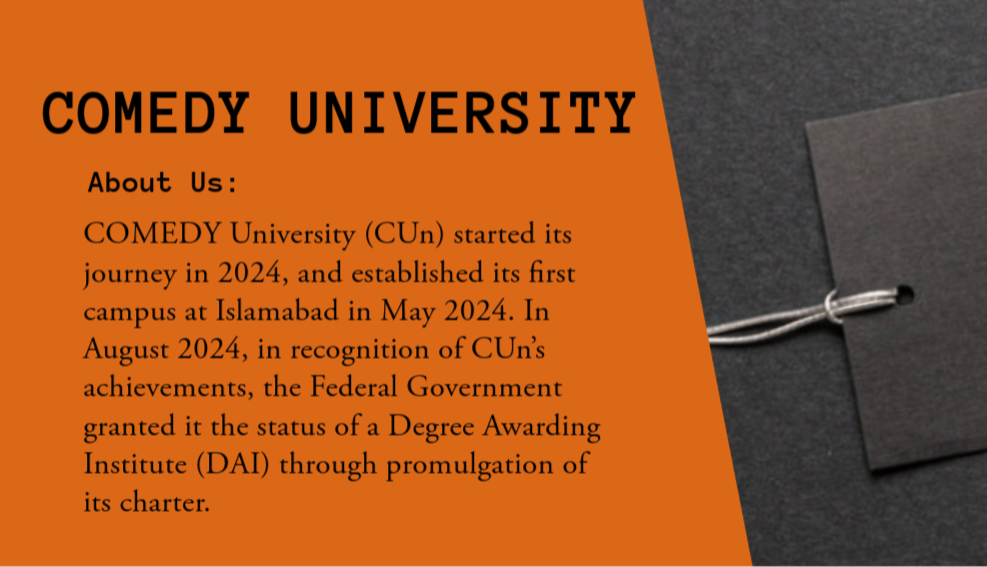 COMEDY UNIVERSITY
About Us:
COMEDY University (CUn) started its
journey in 2024, and established its first
campus at Islamabad in May 2024. In
August 2024, in recognition of CUn’s
achievements, the Federal Government
granted it the status of a Degree Awarding
Institute (DAI) through promulgation of
its charter.